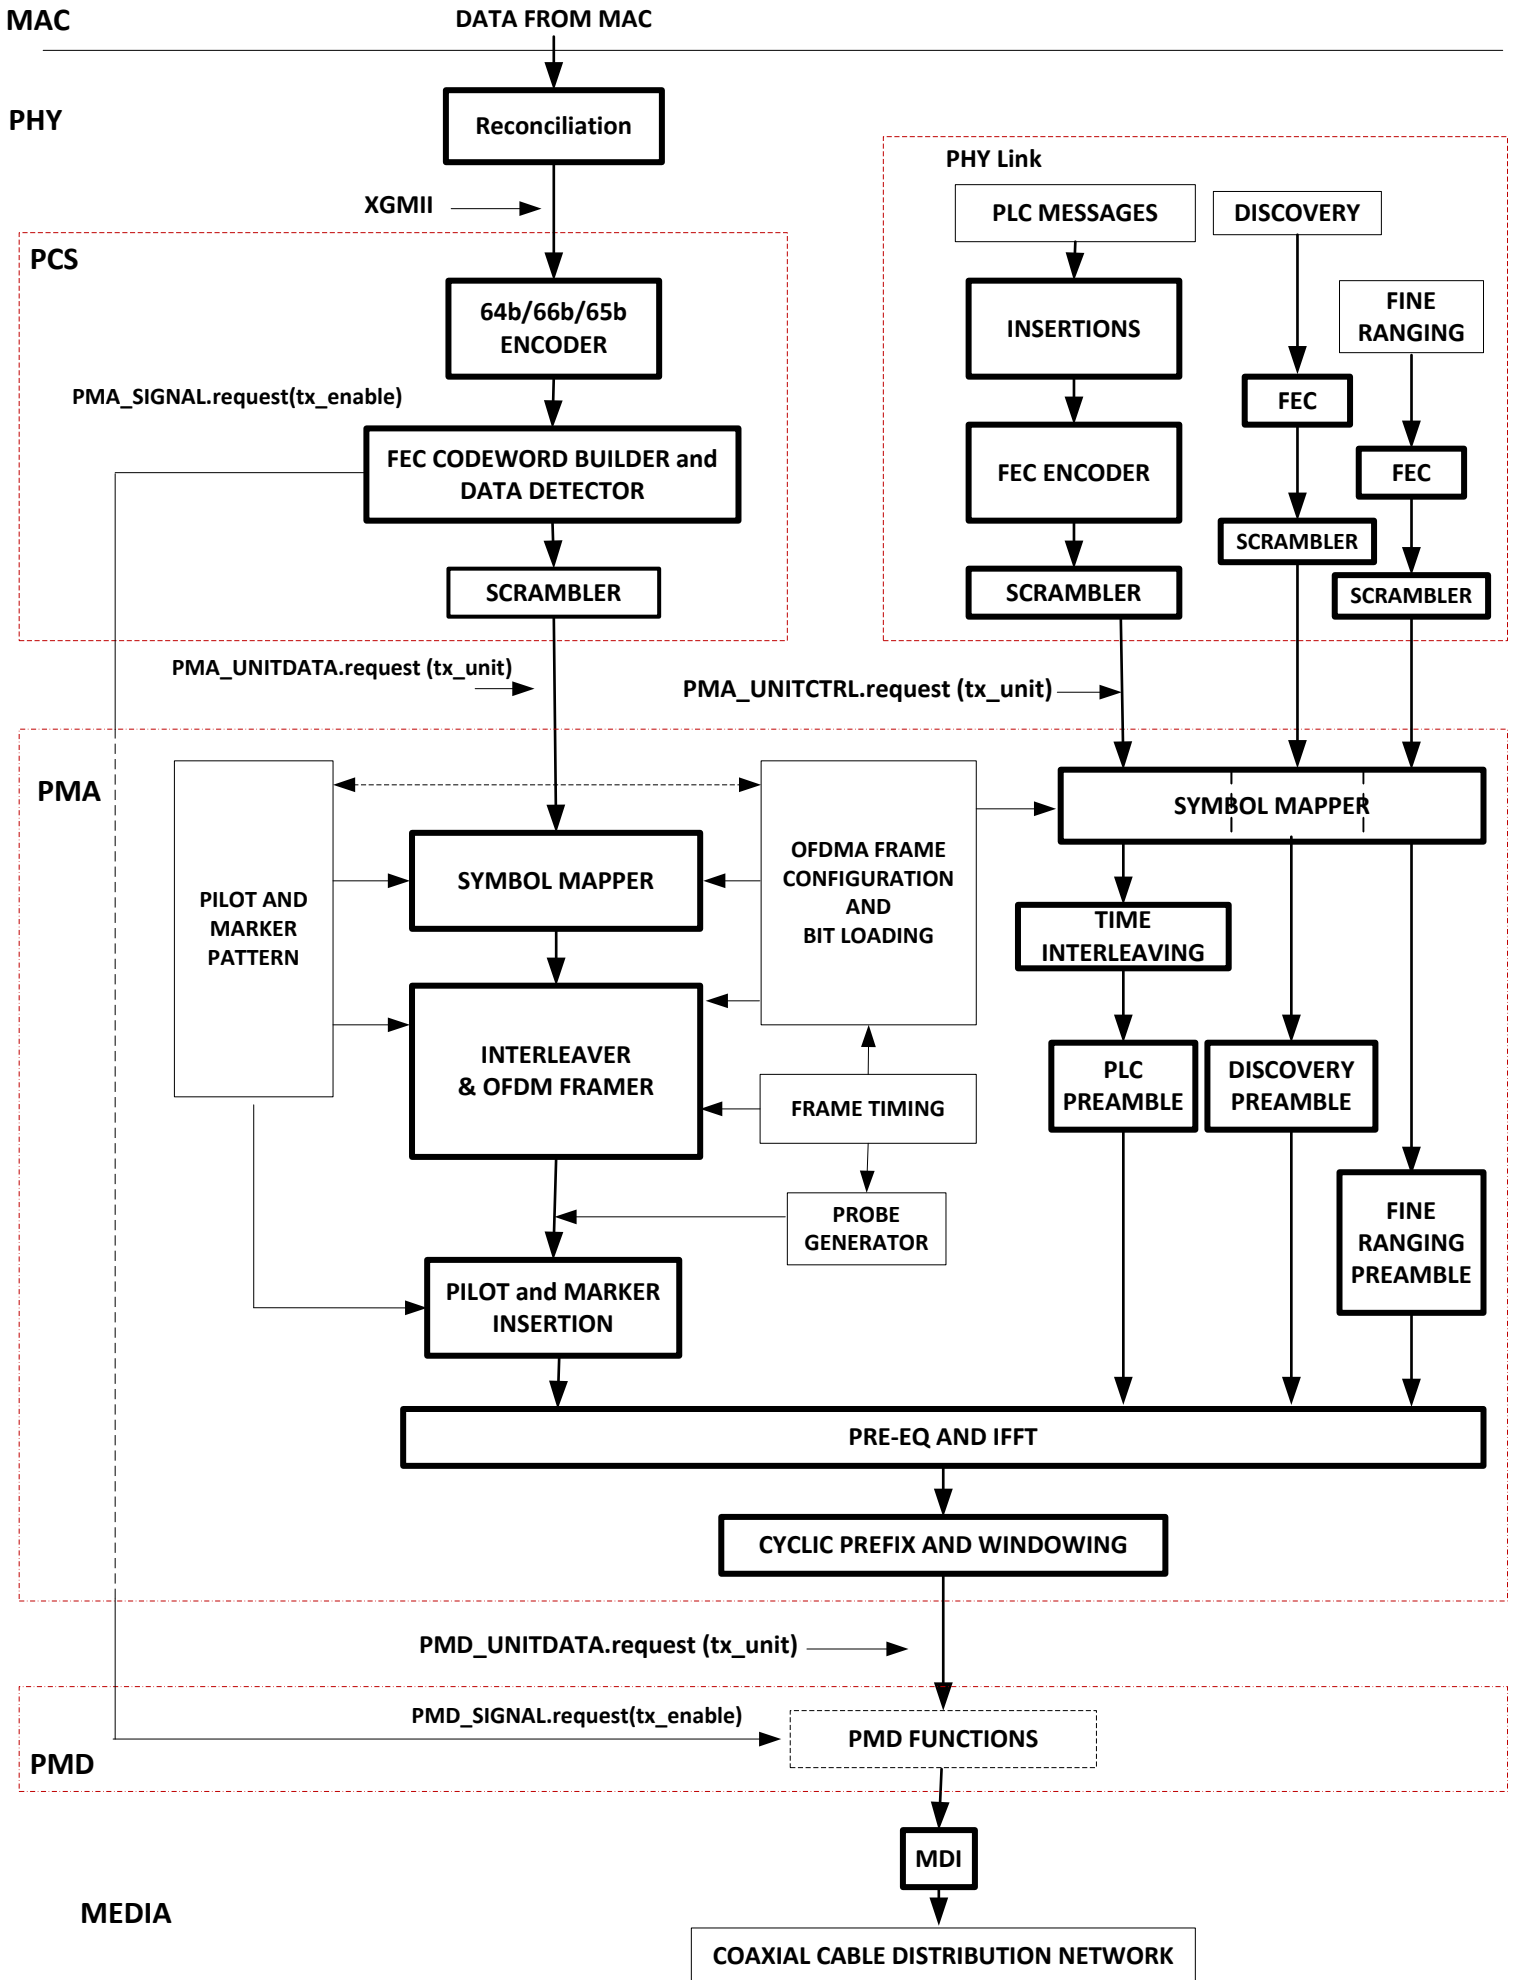 MAC
DATA FROM MAC
PHY
Reconciliation
XGMII
PHY Link
PLC MESSAGES
DISCOVERY
PCS
64b/66b/65b
ENCODER
INSERTIONS
FINE
RANGING
PMA_SIGNAL.request(tx_enable)
FEC
FEC CODEWORD BUILDER and
DATA DETECTOR
FEC ENCODER
FEC
SCRAMBLER
SCRAMBLER
SCRAMBLER
SCRAMBLER
PMA_UNITDATA.request (tx_unit)
PMA_UNITCTRL.request (tx_unit)
PMA
SYMBOL MAPPER
PILOT AND
MARKER
PATTERN
SYMBOL MAPPER
OFDMA FRAME
CONFIGURATION
AND
BIT LOADING
TIME
INTERLEAVING
INTERLEAVER
& OFDM FRAMER
FRAME TIMING
PLC
PREAMBLE
DISCOVERY
PREAMBLE
PROBE
GENERATOR
FINE
RANGING
PREAMBLE
PILOT and MARKER
INSERTION
PRE-EQ AND IFFT
CYCLIC PREFIX AND WINDOWING
PMD_UNITDATA.request (tx_unit)
PMD_SIGNAL.request(tx_enable)
PMD FUNCTIONS
PMD
MDI
MEDIA
COAXIAL CABLE DISTRIBUTION NETWORK